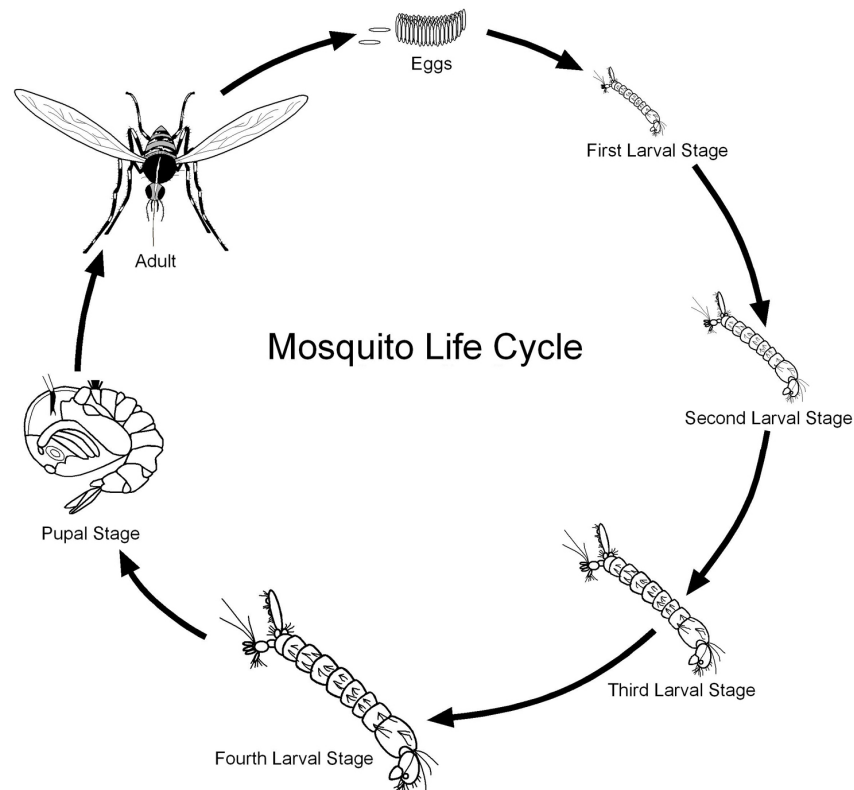 Eggs
First Larval Stage
Adult
Mosquito Life Cycle
Second Larval Stage
Pupal Stage
Third Larval Stage
Fourth Larval Stage